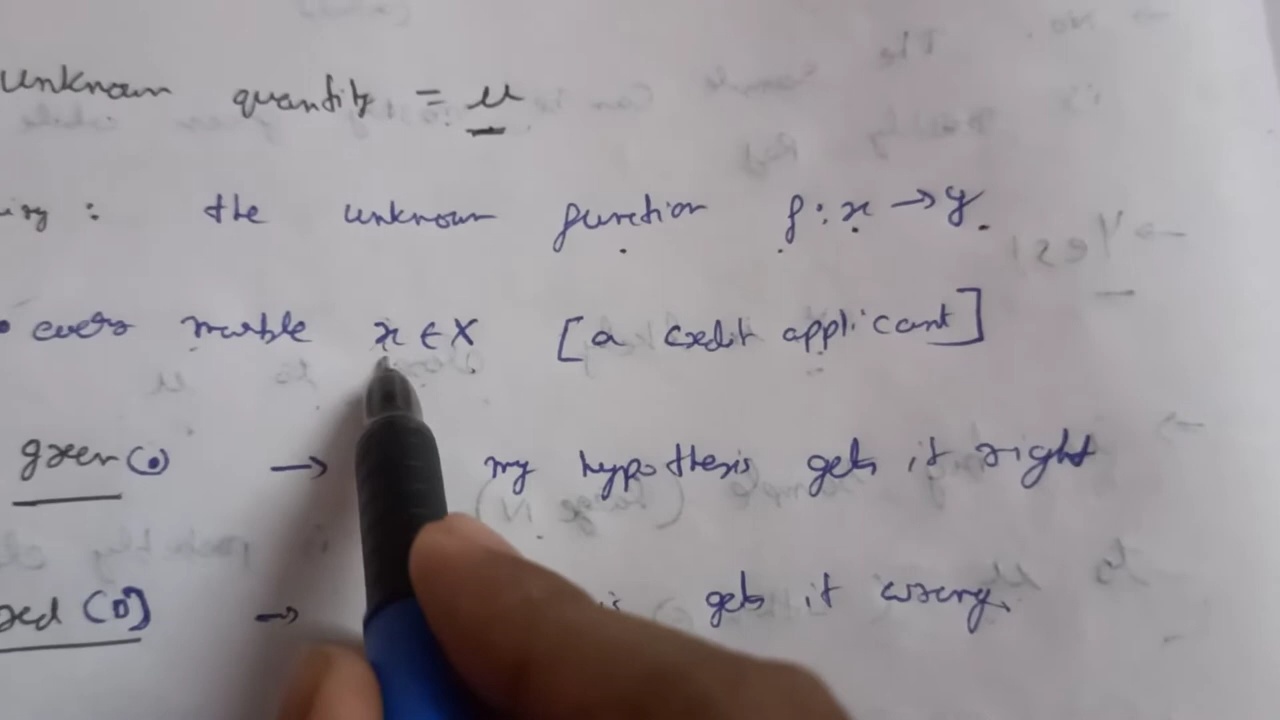 unknown quantity = μ
: the unknown function f: x → y
• every marble x ∈ X [a credit applicant]
green (0) → my hypothesis gets it right
red (0) → gets it wrong